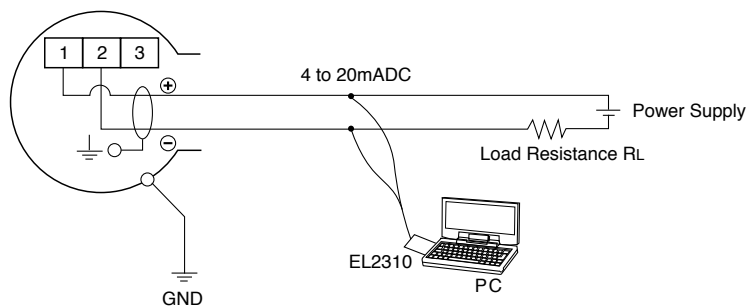 1 2 3
⊕
4 to 20mADC
Power Supply
⊖
Load Resistance RL
EL2310
PC
GND